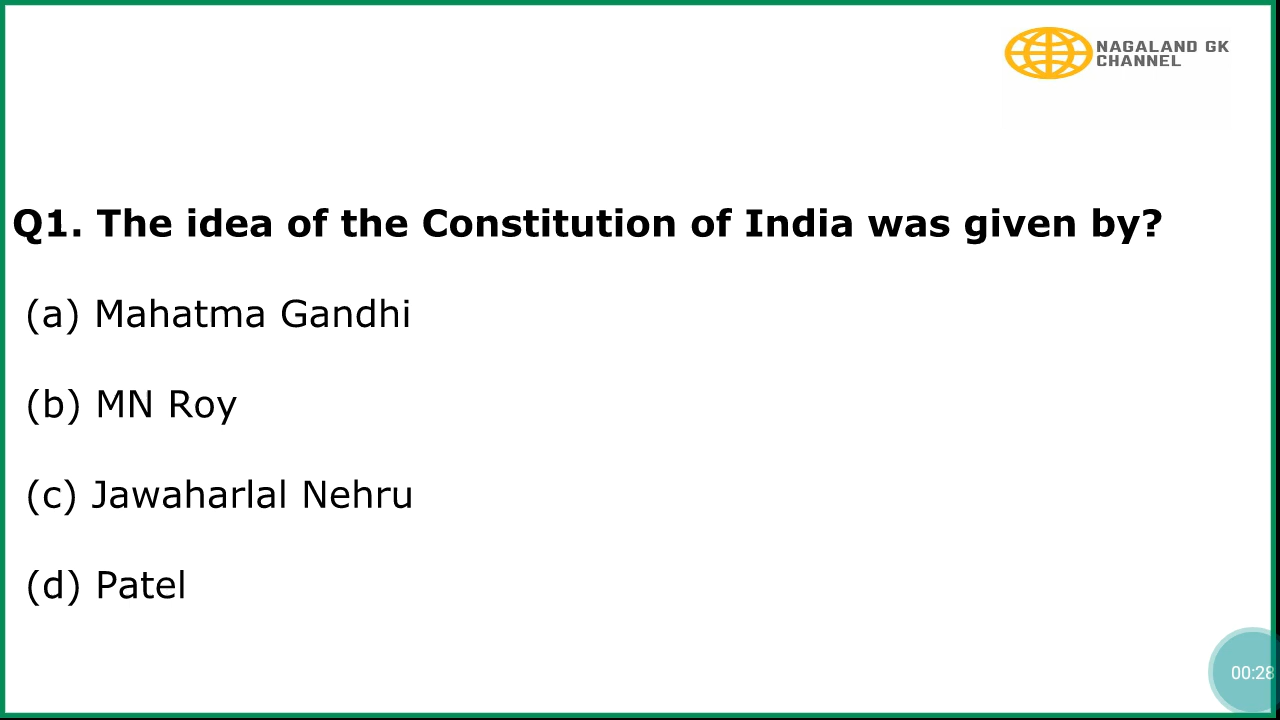 NAGALAND GK
CHANNEL
Q1. The idea of the Constitution of India was given by?
(a) Mahatma Gandhi
(b) MN Roy
(c) Jawaharlal Nehru
(d) Patel
00:28